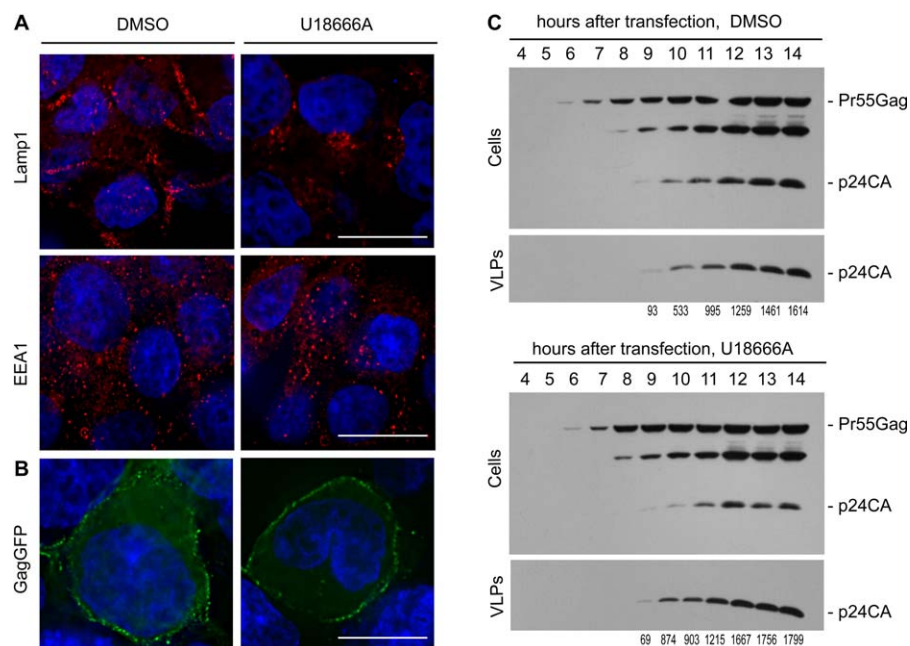 A
DMSO
U18666A
Lamp1
EEA1
B
GagGFP
C
hours after transfection, DMSO
4 5 6 7 8 9 10 11 12 13 14
Cells
- Pr55Gag
- p24CA
VLPs
- p24CA
93 533 995 1259 1461 1614
hours after transfection, U18666A
4 5 6 7 8 9 10 11 12 13 14
Cells
- Pr55Gag
- p24CA
VLPs
- p24CA
69 874 903 1215 1667 1756 1799